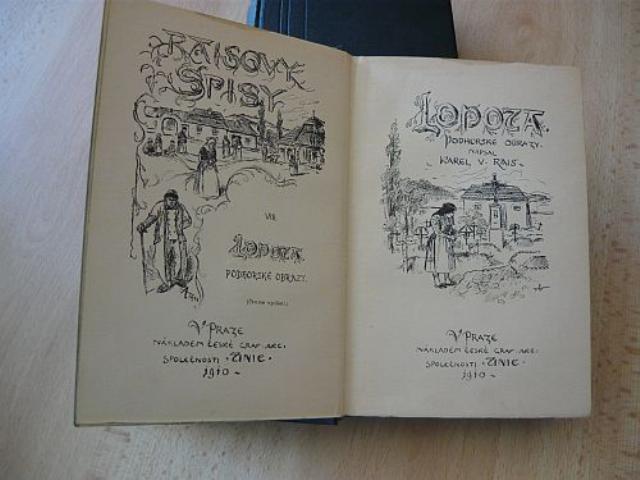 RAISOVY
SPISY
VIII.
LOPOTA.
PODHORSKÉ OBRAZY.
V PRAZE
NÁKLADEM ČESKÉ GRAF. AKC.
SPOLEČNOSTI „UNIE“
1910
LOPOTA.
PODHORSKÉ OBRAZY.
NAPSAL
KAREL V. RAIS
V PRAZE
NÁKLADEM ČESKÉ GRAF. AKC.
SPOLEČNOSTI „UNIE“
1910